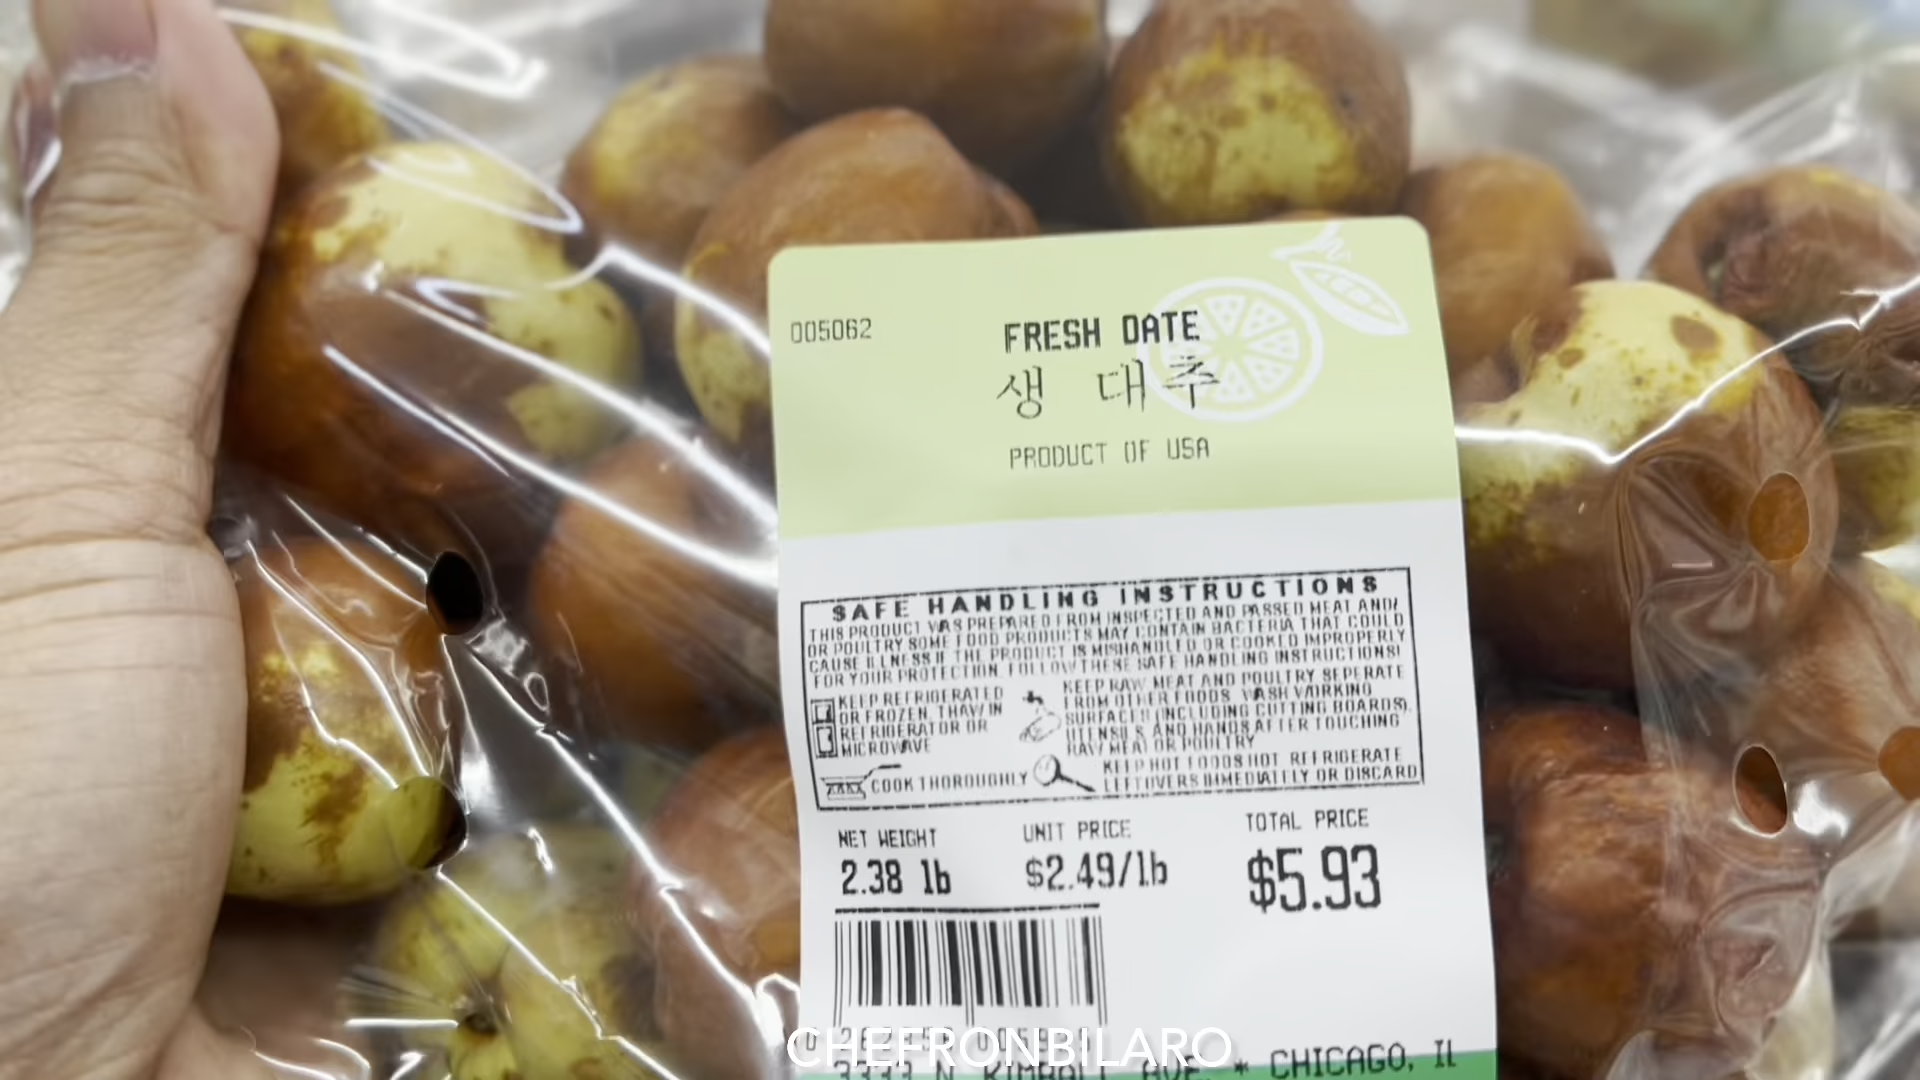 005062
FRESH DATE
생 대추
PRODUCT OF USA
SAFE HANDLING INSTRUCTIONS
THIS PRODUCT WAS PREPARED FROM INSPECTED AND PASSED MEAT AND/
OR POULTRY SOME FOOD PRODUCTS MAY CONTAIN BACTERIA THAT COULD
CAUSE ILLNESS IF THE PRODUCT IS MISHANDLED OR COOKED IMPROPERLY
FOR YOUR PROTECTION, FOLLOW THESE SAFE HANDLING INSTRUCTIONS!
KEEP REFRIGERATED
OR FROZEN, THAW IN
REFRIGERATOR OR
MICROWAVE
KEEP RAW MEAT AND POULTRY SEPERATE
FROM OTHER FOODS WASH WORKING
SURFACES (INCLUDING CUTTING BOARDS),
UTENSILS AND HANDS AFTER TOUCHING
RAW MEAT OR POULTRY
COOK THOROUGHLY
KEEP HOT FOODS HOT REFRIGERATE
LEFTOVERS IMMEDIATELY OR DISCARD
NET WEIGHT
2.38 lb
UNIT PRICE
$2.49/lb
TOTAL PRICE
$5.93
CHEFRONBILARO
3333 N KIMBALL AVE. * CHICAGO, IL